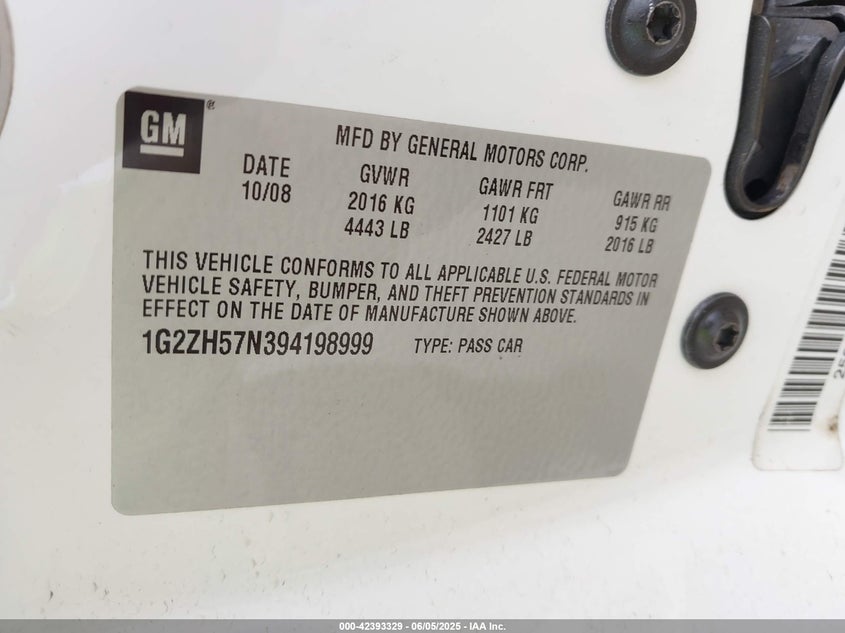 GM ®
MFD BY GENERAL MOTORS CORP.
DATE GVWR GAWR FRT GAWR RR
10/08 2016 KG 1101 KG 915 KG
4443 LB 2427 LB 2016 LB
THIS VEHICLE CONFORMS TO ALL APPLICABLE U.S. FEDERAL MOTOR
VEHICLE SAFETY, BUMPER, AND THEFT PREVENTION STANDARDS IN
EFFECT ON THE DATE OF MANUFACTURE SHOWN ABOVE.
1G2ZH57N394198999 TYPE: PASS CAR
000-42393329 - 06/05/2025 - IAA Inc.